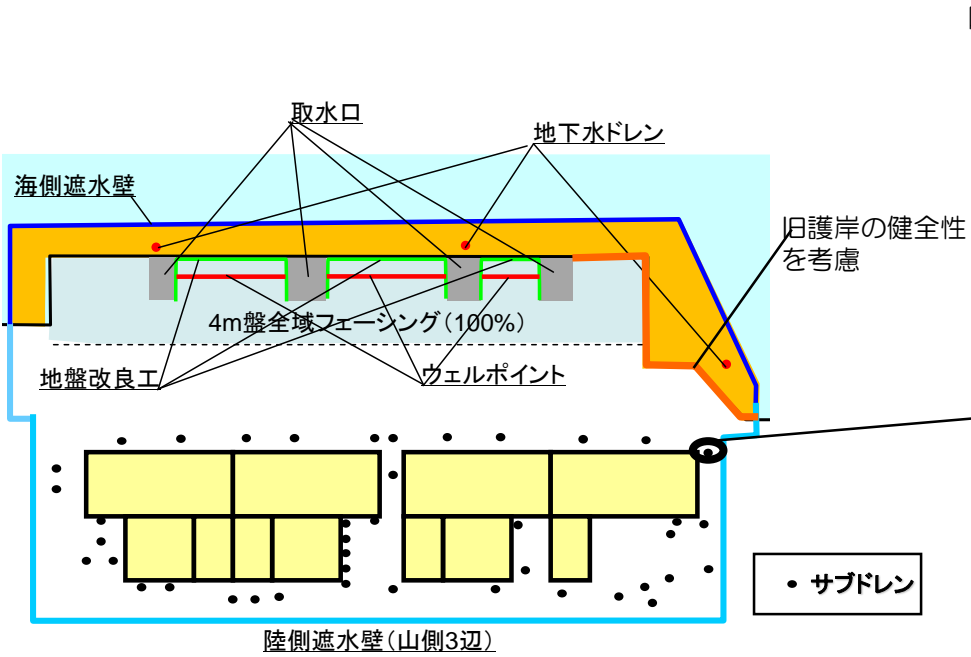 取水口
地下水ドレン
海側遮水壁
旧護岸の健全性
を考慮
4m盤全域フェーシング(100%)
地盤改良工
ウェルポイント
サブドレン
陸側遮水壁(山側3辺)